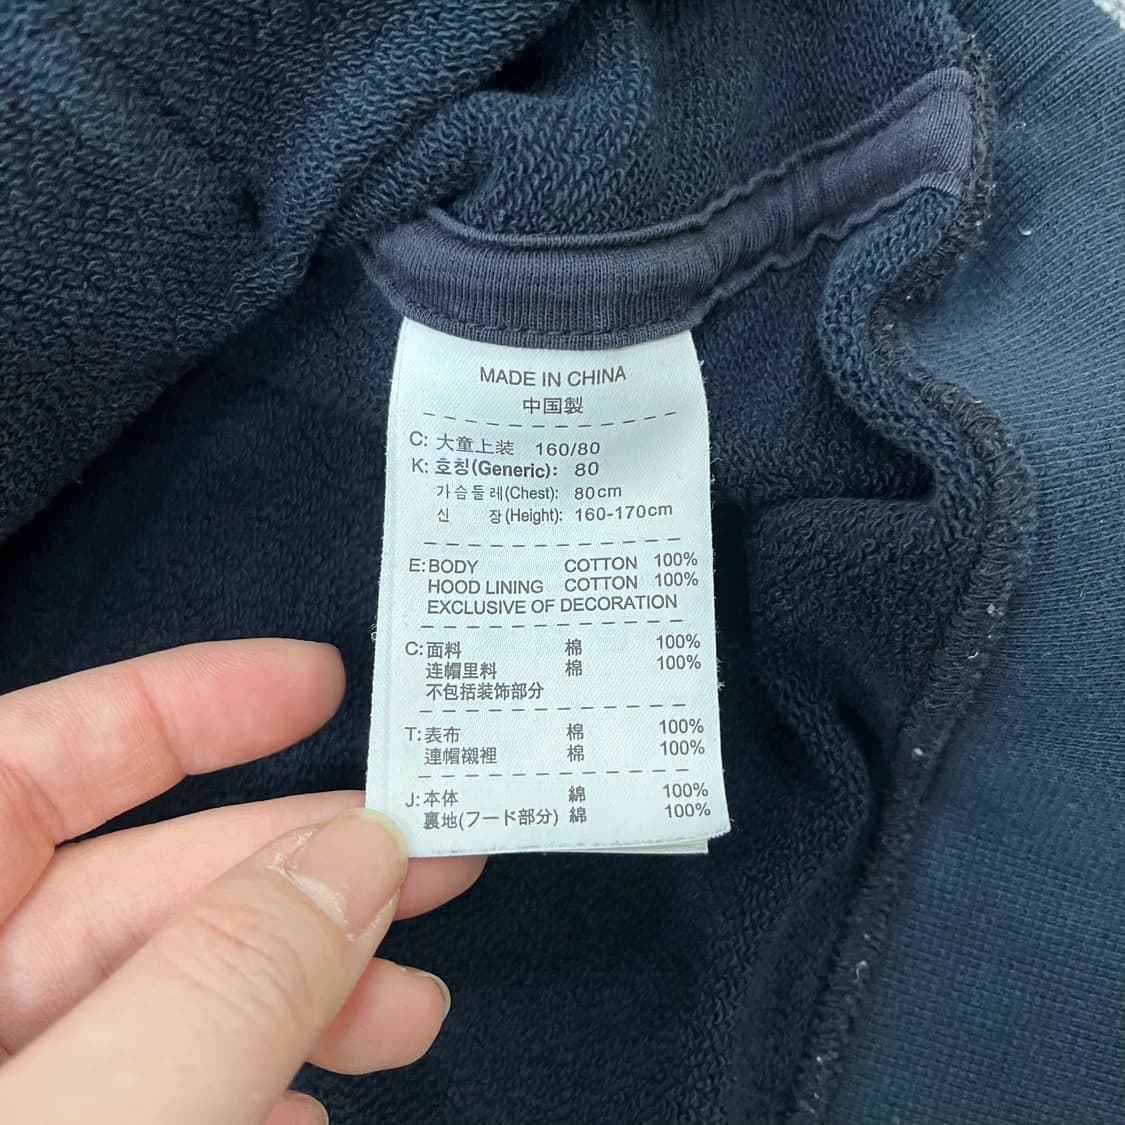 MADE IN CHINA
中国製
C: 大童上装 160/80
K: 호칭(Generic): 80
가슴둘레(Chest): 80cm
신 장(Height): 160-170cm
E: BODY COTTON 100%
HOOD LINING COTTON 100%
EXCLUSIVE OF DECORATION
C: 面料 棉 100%
连帽里料 棉 100%
不包括装饰部分
T: 表布 棉 100%
連帽襯裡 棉 100%
J: 本体 綿 100%
裏地(フード部分) 綿 100%